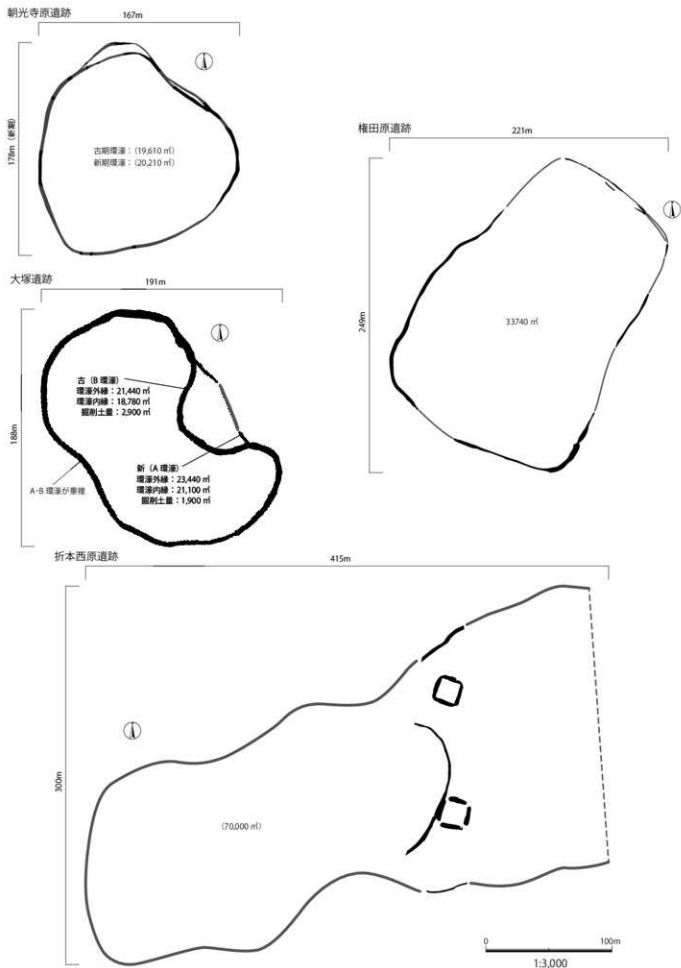 朝光寺原遺跡
167m
178m（新期）
古期環濠：（19,610 ㎡）
新期環濠：（20,210 ㎡）
権田原遺跡
221m
249m
33740 ㎡
大塚遺跡
191m
188m
古（B 環濠）
環濠外縁：21,440 ㎡
環濠内縁：18,780 ㎡
掘削土量：2,900 ㎥
新（A 環濠）
環濠外縁：23,440 ㎡
環濠内縁：21,100 ㎡
掘削土量：1,900 ㎥
A・B 環濠が重複
折本西原遺跡
415m
300m
（70,000 ㎡）
0 100m
1:3,000